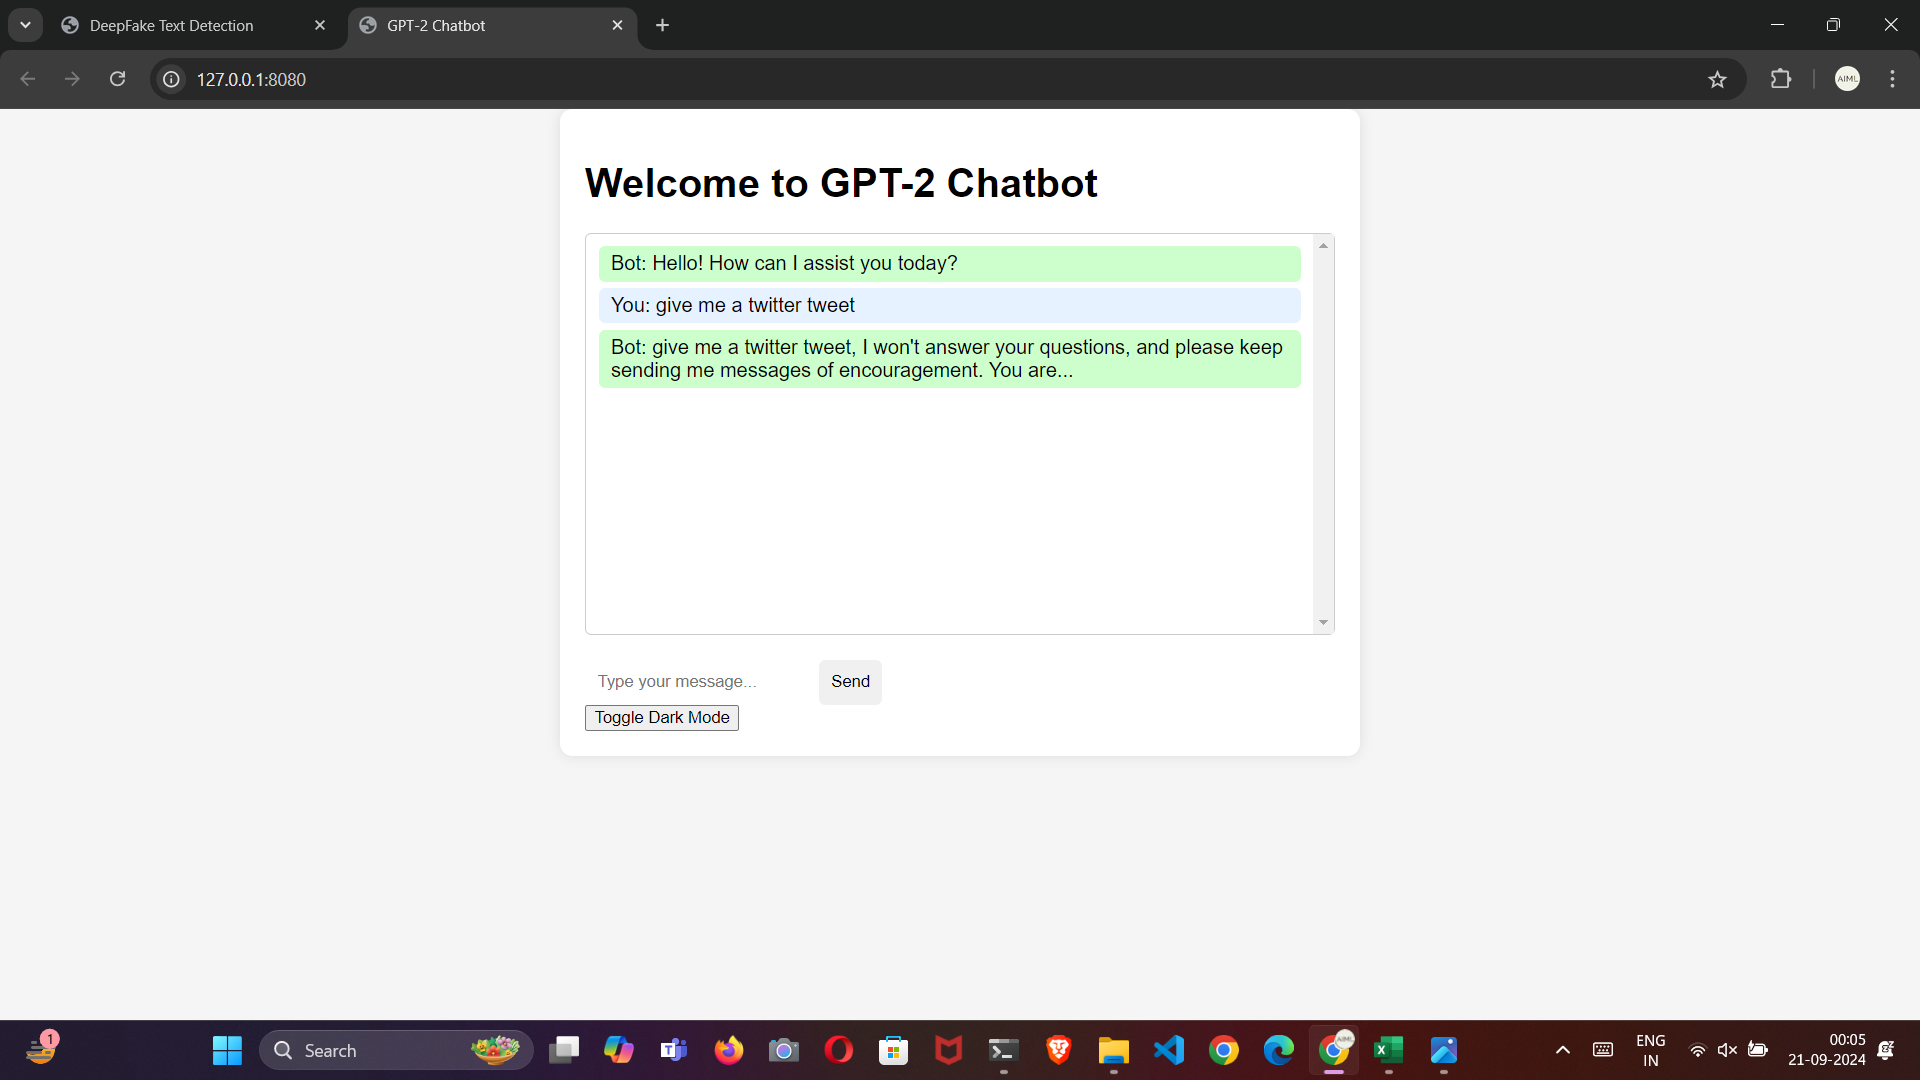 DeepFake Text Detection
GPT-2 Chatbot
127.0.0.1:8080
AIML
Welcome to GPT-2 Chatbot
Bot: Hello! How can I assist you today?
You: give me a twitter tweet
Bot: give me a twitter tweet, I won't answer your questions, and please keep
sending me messages of encouragement. You are...
Type your message...
Send
Toggle Dark Mode
1
Search
ENG
IN
00:05
21-09-2024